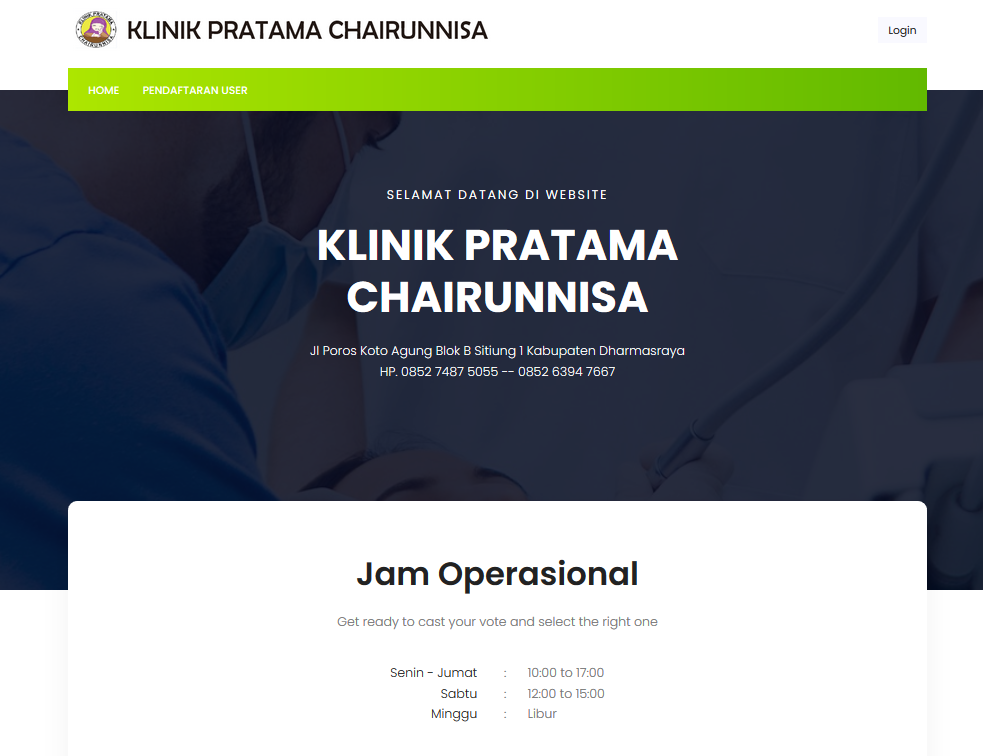 KLINIK PRATAMA
CHAIRUNNISA
KLINIK PRATAMA CHAIRUNNISA
Login
HOME PENDAFTARAN USER
SELAMAT DATANG DI WEBSITE
KLINIK PRATAMA
CHAIRUNNISA
Jl Poros Koto Agung Blok B Sitiung 1 Kabupaten Dharmasraya
HP. 0852 7487 5055 -- 0852 6394 7667
Jam Operasional
Get ready to cast your vote and select the right one
Senin - Jumat : 10:00 to 17:00
Sabtu : 12:00 to 15:00
Minggu : Libur